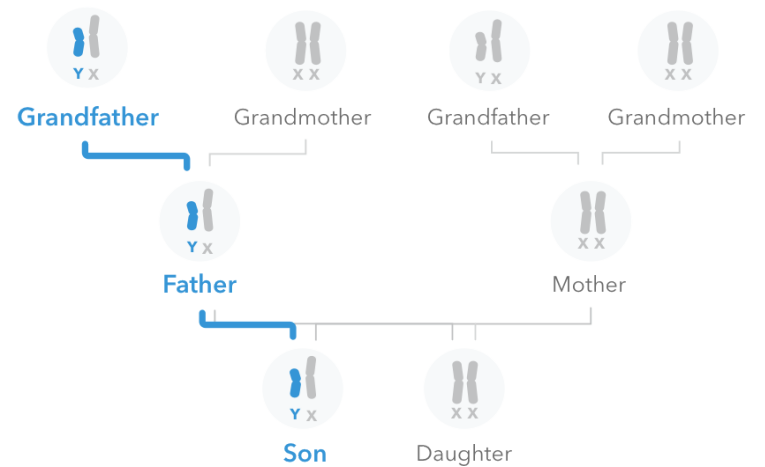 Y X
X X
Y X
X X
Grandfather
Grandmother
Grandfather
Grandmother
Y X
X X
Father
Mother
Y X
X X
Son
Daughter